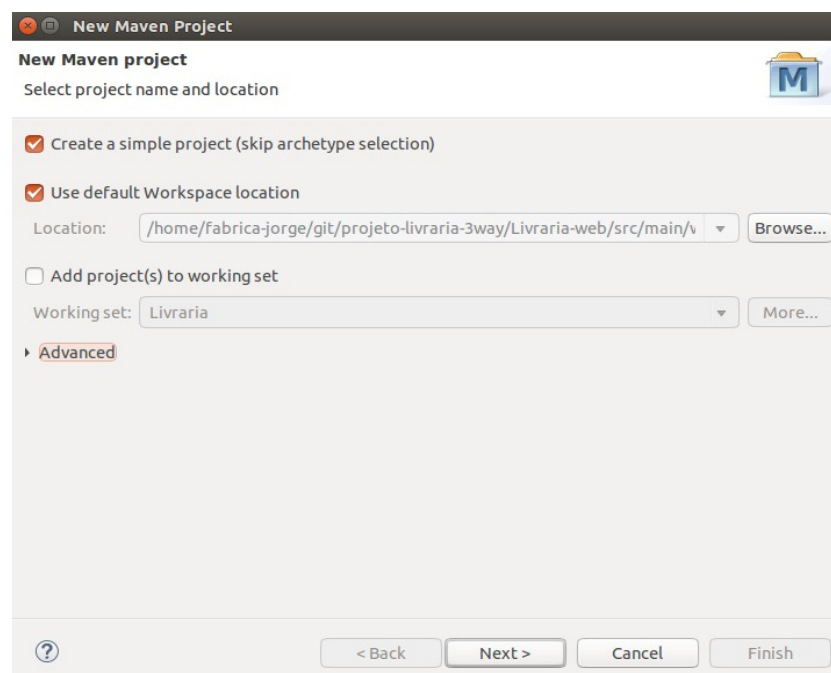 New Maven Project
New Maven project
Select project name and location
M
Create a simple project (skip archetype selection)
Use default Workspace location
Location: /home/fabrica-jorge/git/projeto-livraria-3way/Livraria-web/src/main/ Browse...
Add project(s) to working set
Working set: Livraria More...
Advanced
? < Back Next > Cancel Finish